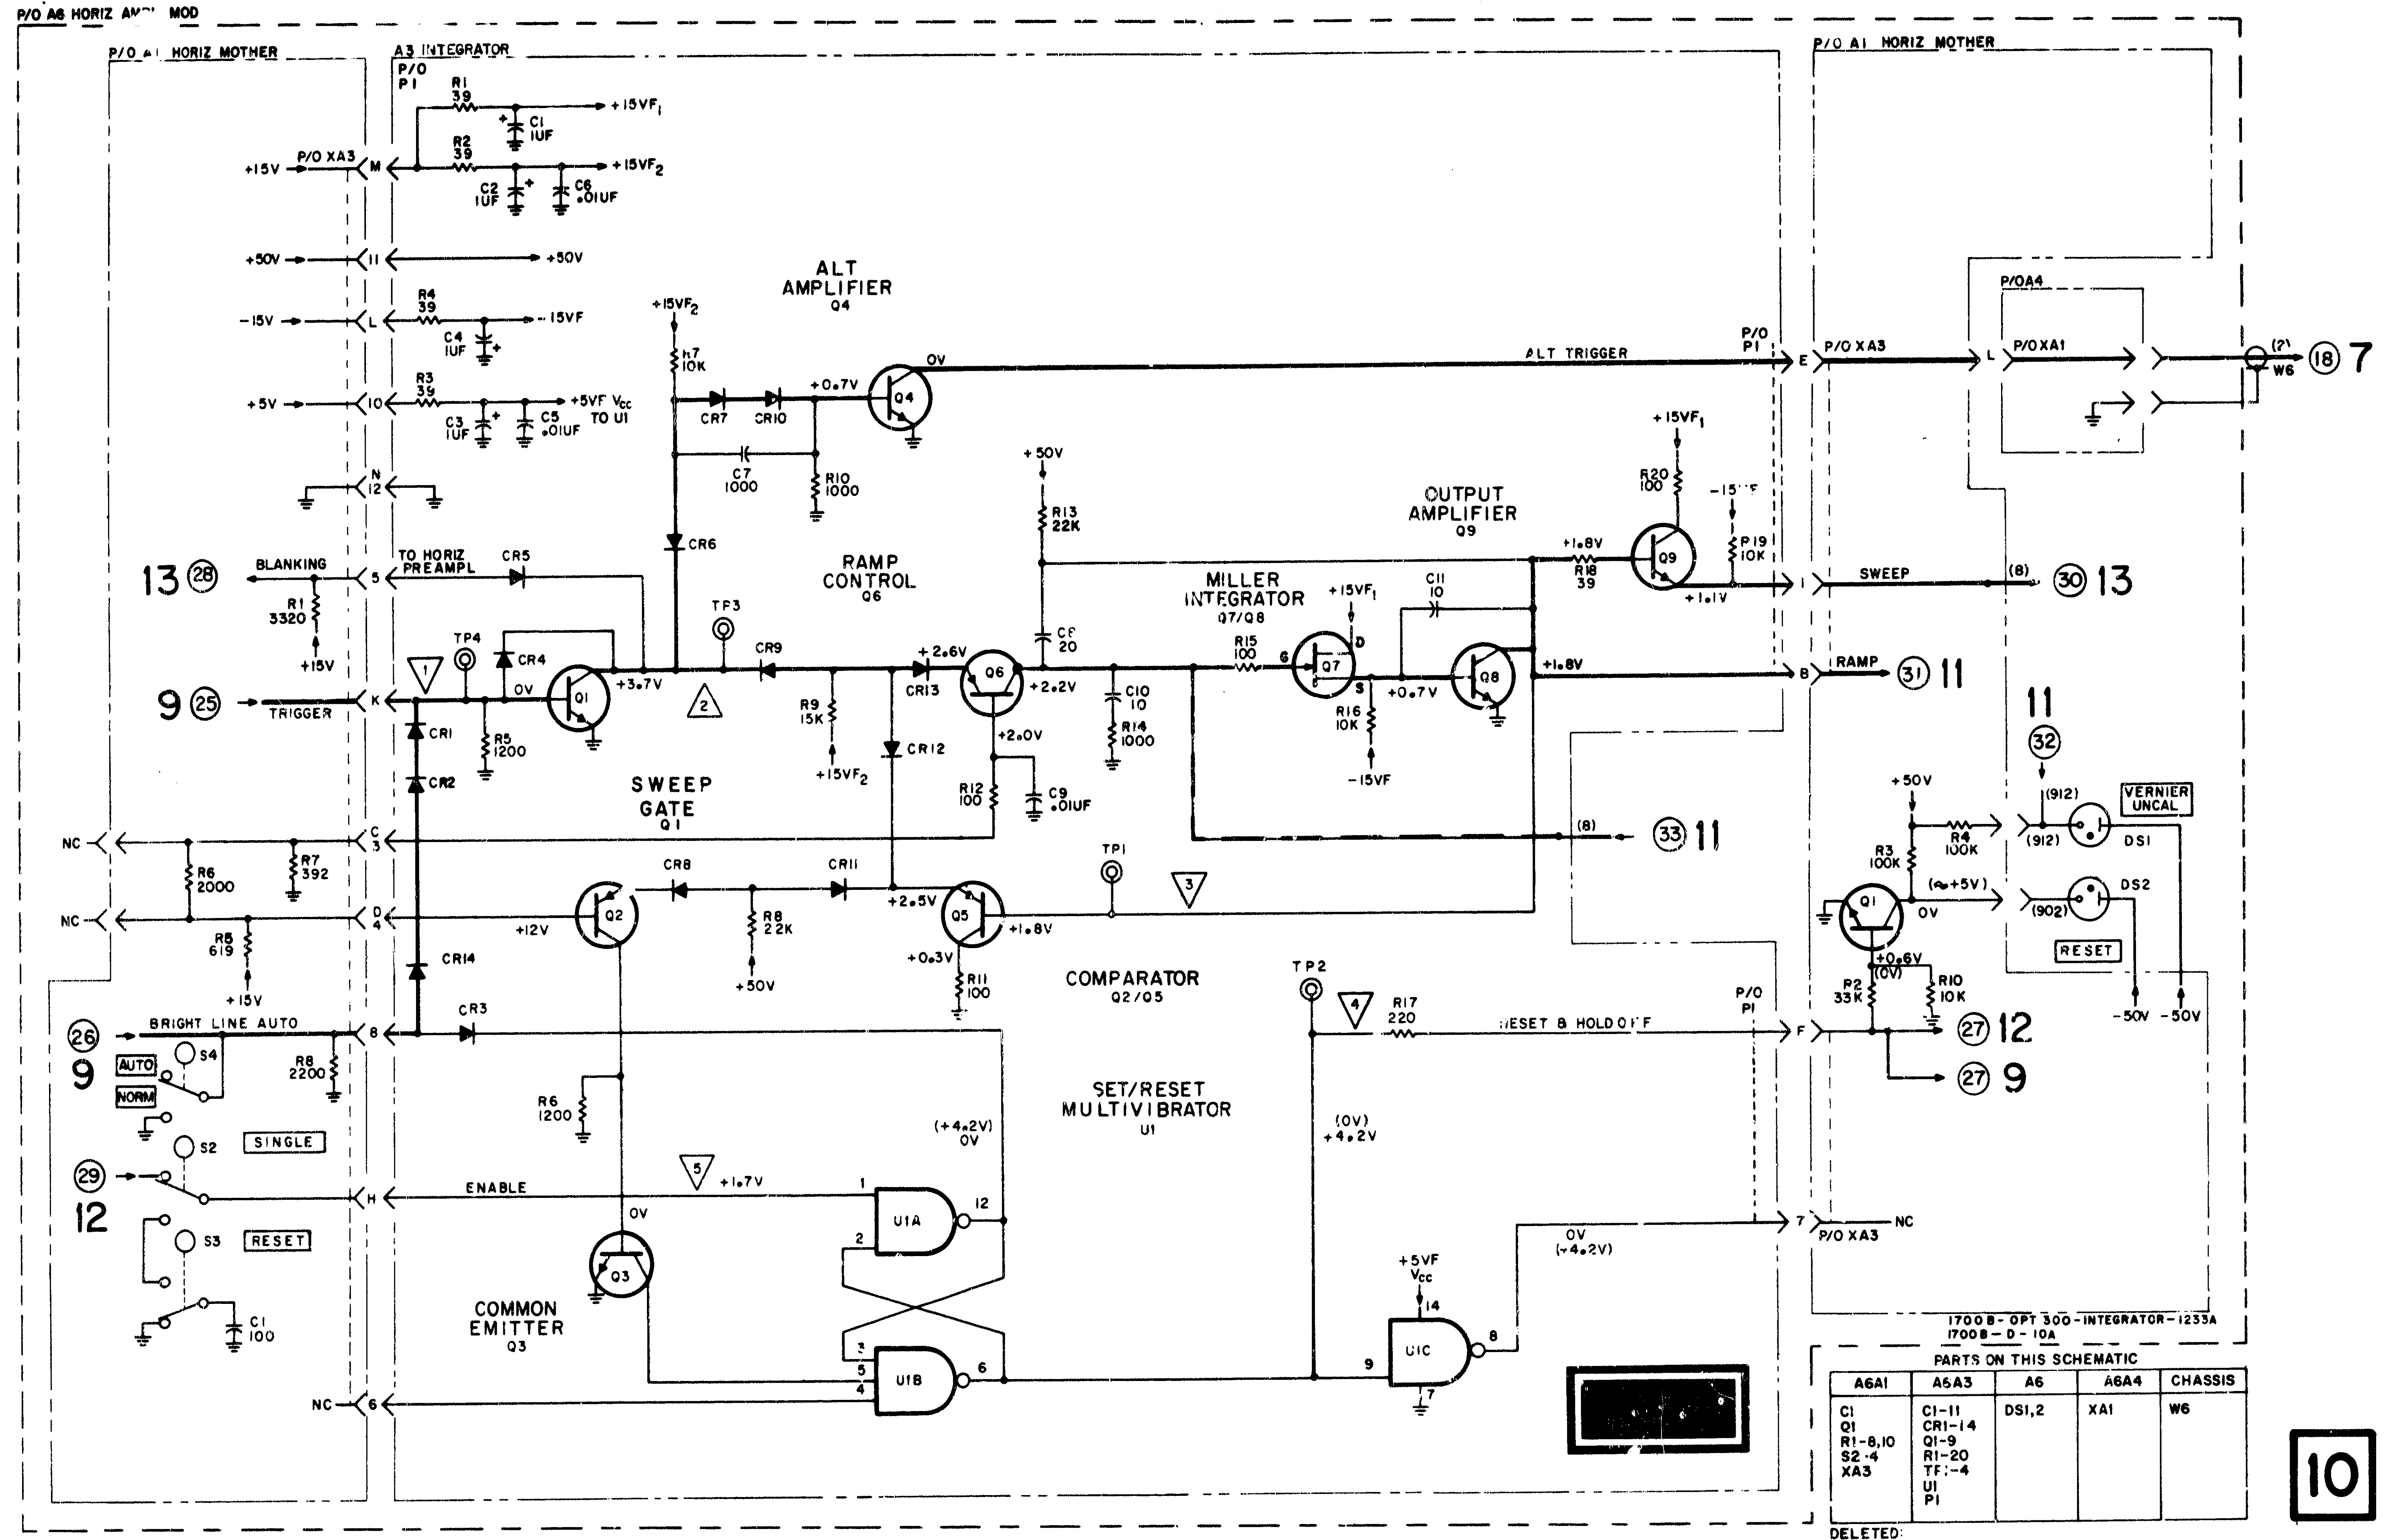 P/O A6 HORIZ MOD
P/O A1 HORIZ MOTHER
A3 INTEGRATOR
P/O
P1
P/O A1 HORIZ MOTHER
R1
39
+15VF1
C1
1UF
+
R2
39
+15V
P/O XA3
M
+15VF2
C2
1UF
+
C6
.01UF
+50V
11
+50V
R4
39
-15V
L
-15VF
C4
1UF
+
R3
39
+5V
10
+5VF VCC
TO U1
C3
1UF
+
C5
.01UF
N
12
ALT
AMPLIFIER
Q4
+15VF2
R7
10K
0V
+0.7V
Q4
CR7
CR10
C7
1000
R10
1000
ALT TRIGGER
P/O
P1
E
P/O XA3
L
P/OA4
P/OXA1
(2)
W6
18 7
CR6
+50V
R13
22K
OUTPUT
AMPLIFIER
Q9
+15VF1
R20
100
R19
10K
+1.8V
R18
39
Q9
+1.1V
1
SWEEP
(8)
30 13
13 28
BLANKING
5
TO HORIZ
PREAMPL
CR5
R1
3320
+15V
RAMP
CONTROL
Q6
MILLER
INTEGRATOR
Q7/Q8
+15VF1
C11
10
TP4
1
CR4
TP3
CR9
+2.6V
CR13
Q6
+2.2V
20
R15
100
G
Q7
D
S
+0.7V
Q8
+1.8V
B
RAMP
31 11
9 25
TRIGGER
K
0V
Q1
+3.7V
2
R9
15K
+15VF2
CR12
+2.0V
C10
10
R14
1000
R16
10K
-15VF
CR1
CR2
R5
1200
SWEEP
GATE
Q1
R12
100
C9
.01UF
NC
C
3
R6
2000
R7
392
(8)
33 11
11
32
+50V
(912)
VERNIER
UNCAL
R3
100K
R4
100K
(912)
DS1
(≈+5V)
DS2
Q1
0V
(902)
RESET
+0.6V
(0V)
R2
33K
R10
10K
-50V
-50V
NC
D
4
R5
619
+15V
+12V
Q2
CR8
CR11
R8
22K
+50V
+2.5V
Q5
+1.8V
+0.3V
R11
100
TP1
3
COMPARATOR
Q2/Q5
CR14
CR3
26
9
BRIGHT LINE AUTO
8
S4
AUTO
NORM
R8
2200
TP2
4
R17
220
RESET & HOLDOFF
P/O
P1
F
27 12
27 9
R6
1200
SET/RESET
MULTIVIBRATOR
U1
(+4.2V)
0V
(0V)
+4.2V
S2
SINGLE
29
12
H
ENABLE
5
+1.7V
1
2
U1A
12
S3
RESET
C1
100
0V
Q3
COMMON
EMITTER
Q3
3
5
4
U1B
6
NC
6
+5VF
VCC
14
9
U1C
8
7
0V
(+4.2V)
7
NC
P/O XA3
1700B-OPT 300-INTEGRATOR-1233A
1700B-D-10A
PARTS ON THIS SCHEMATIC
A6A1 A6A3 A6 A6A4 CHASSIS
C1 C1-11 DS1,2 XA1 W6
Q1 CR1-14
R1-8,10 Q1-9
S2-4 R1-20
XA3 -4
U1
P1
DELETED:
10